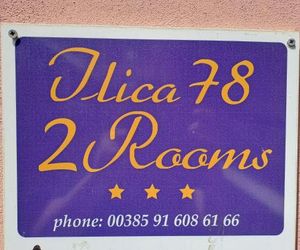 Ilica 78
2 Rooms
★ ★ ★
phone: 00385 91 608 61 66